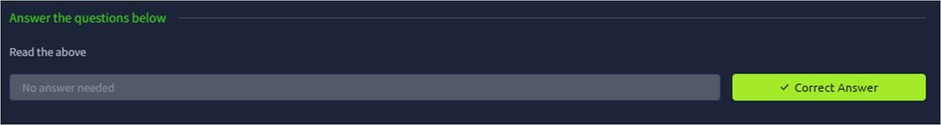 Answer the questions below
Read the above
No answer needed
✓ Correct Answer